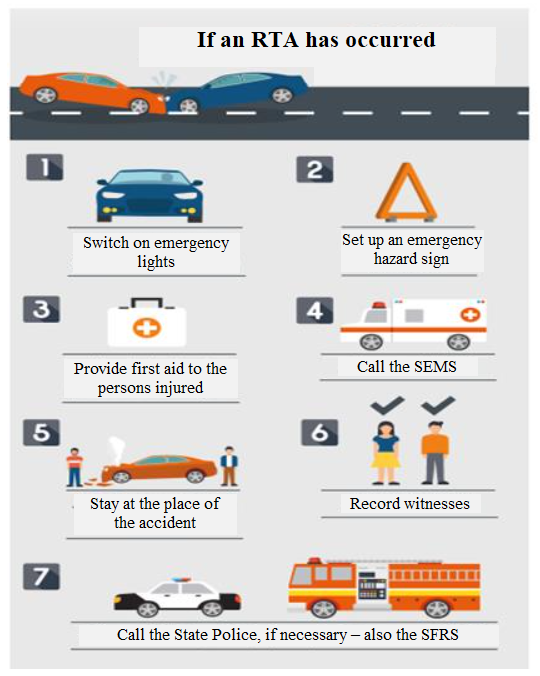 If an RTA has occurred
1
Switch on emergency
lights
2
Set up an emergency
hazard sign
3
Provide first aid to the
persons injured
4
Call the SEMS
5
Stay at the place of
the accident
6
Record witnesses
7
Call the State Police, if necessary – also the SFRS